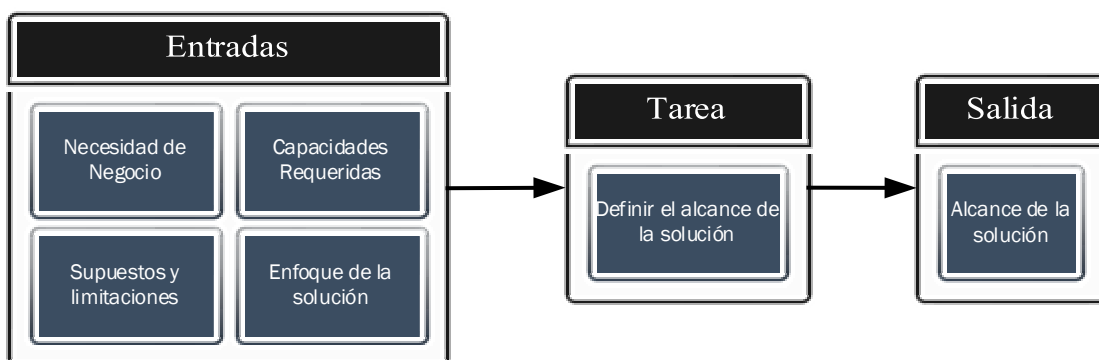 Entradas
Necesidad de
Negocio
Capacidades
Requeridas
Supuestos y
limitaciones
Enfoque de la
solución
Tarea
Definir el alcance de
la solución
Salida
Alcance de la
solución